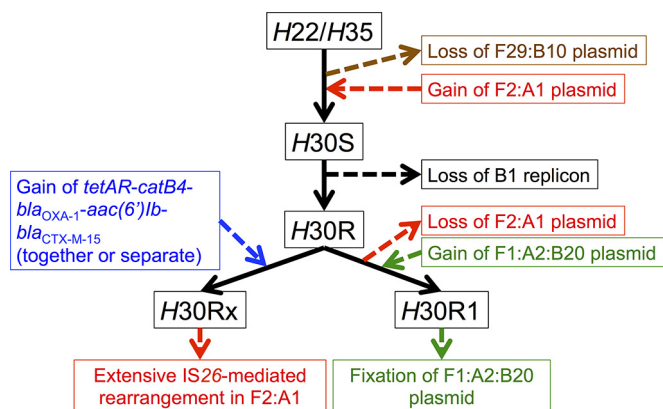 H22/H35
Loss of F29:B10 plasmid
Gain of F2:A1 plasmid
H30S
Loss of B1 replicon
Gain of tetAR-catB4-
blaOXA-1-aac(6')Ib-
blaCTX-M-15
(together or separate)
H30R
Loss of F2:A1 plasmid
Gain of F1:A2:B20 plasmid
H30Rx
H30R1
Extensive IS26-mediated
rearrangement in F2:A1
Fixation of F1:A2:B20
plasmid